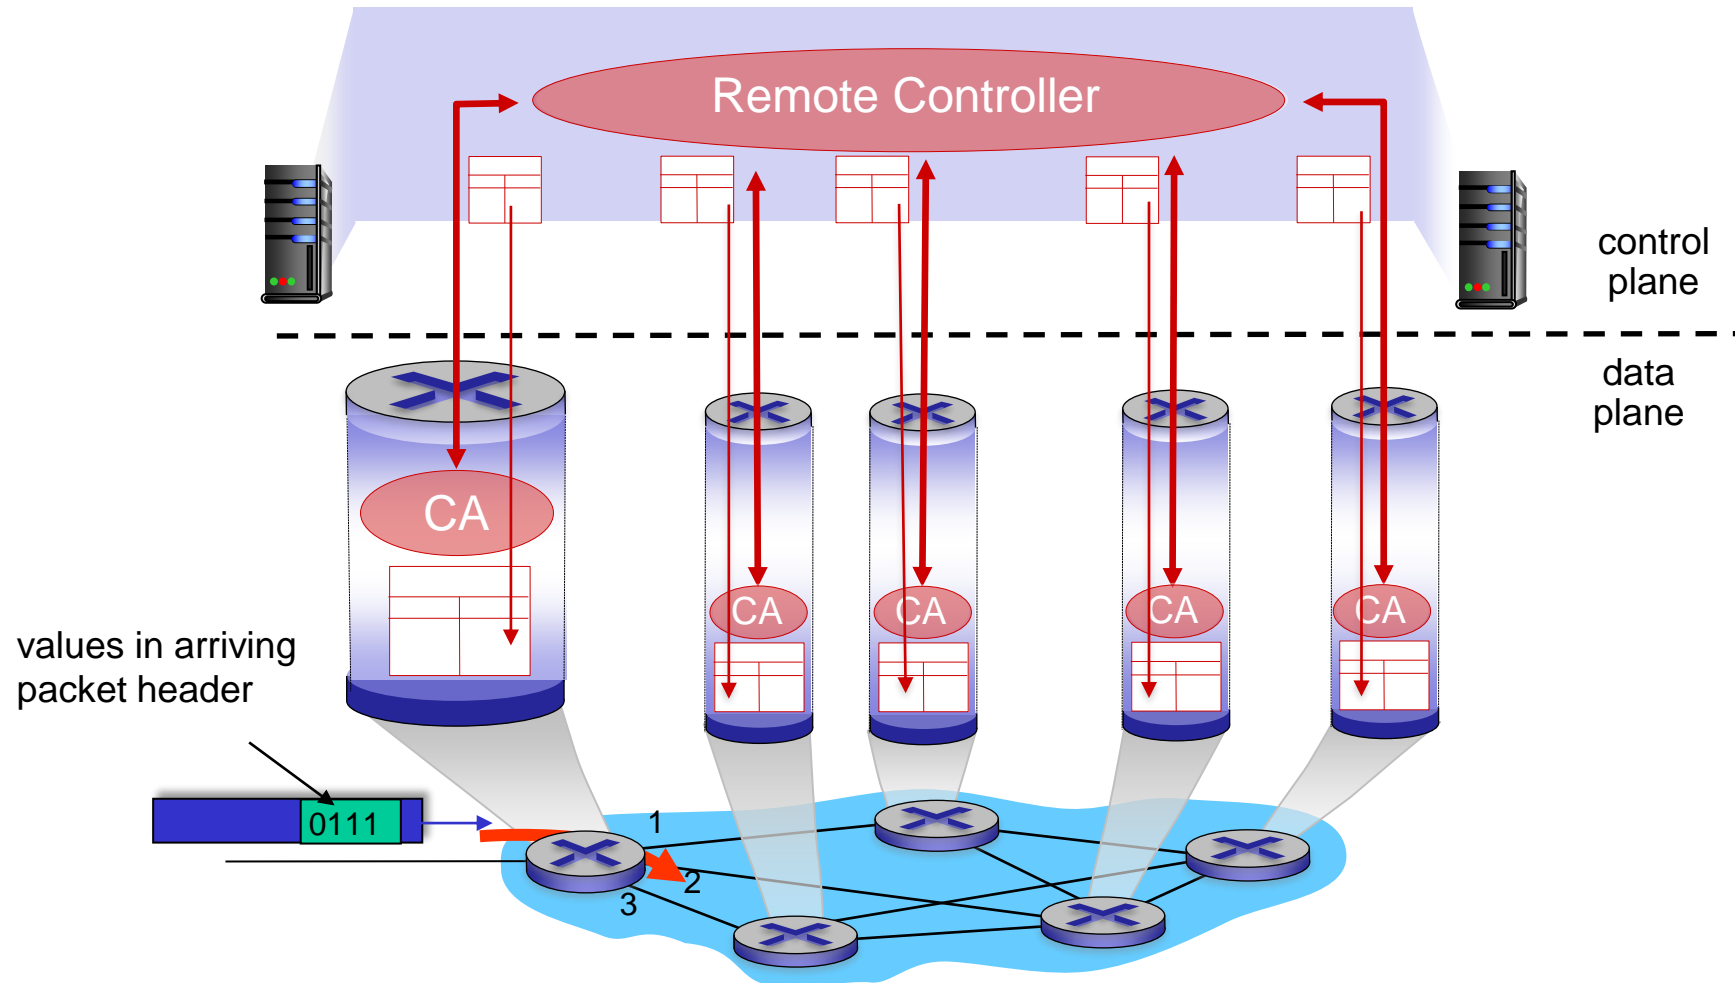 Remote Controller
control
plane
data
plane
CA
CA
CA
CA
CA
values in arriving
packet header
0111
1
2
3